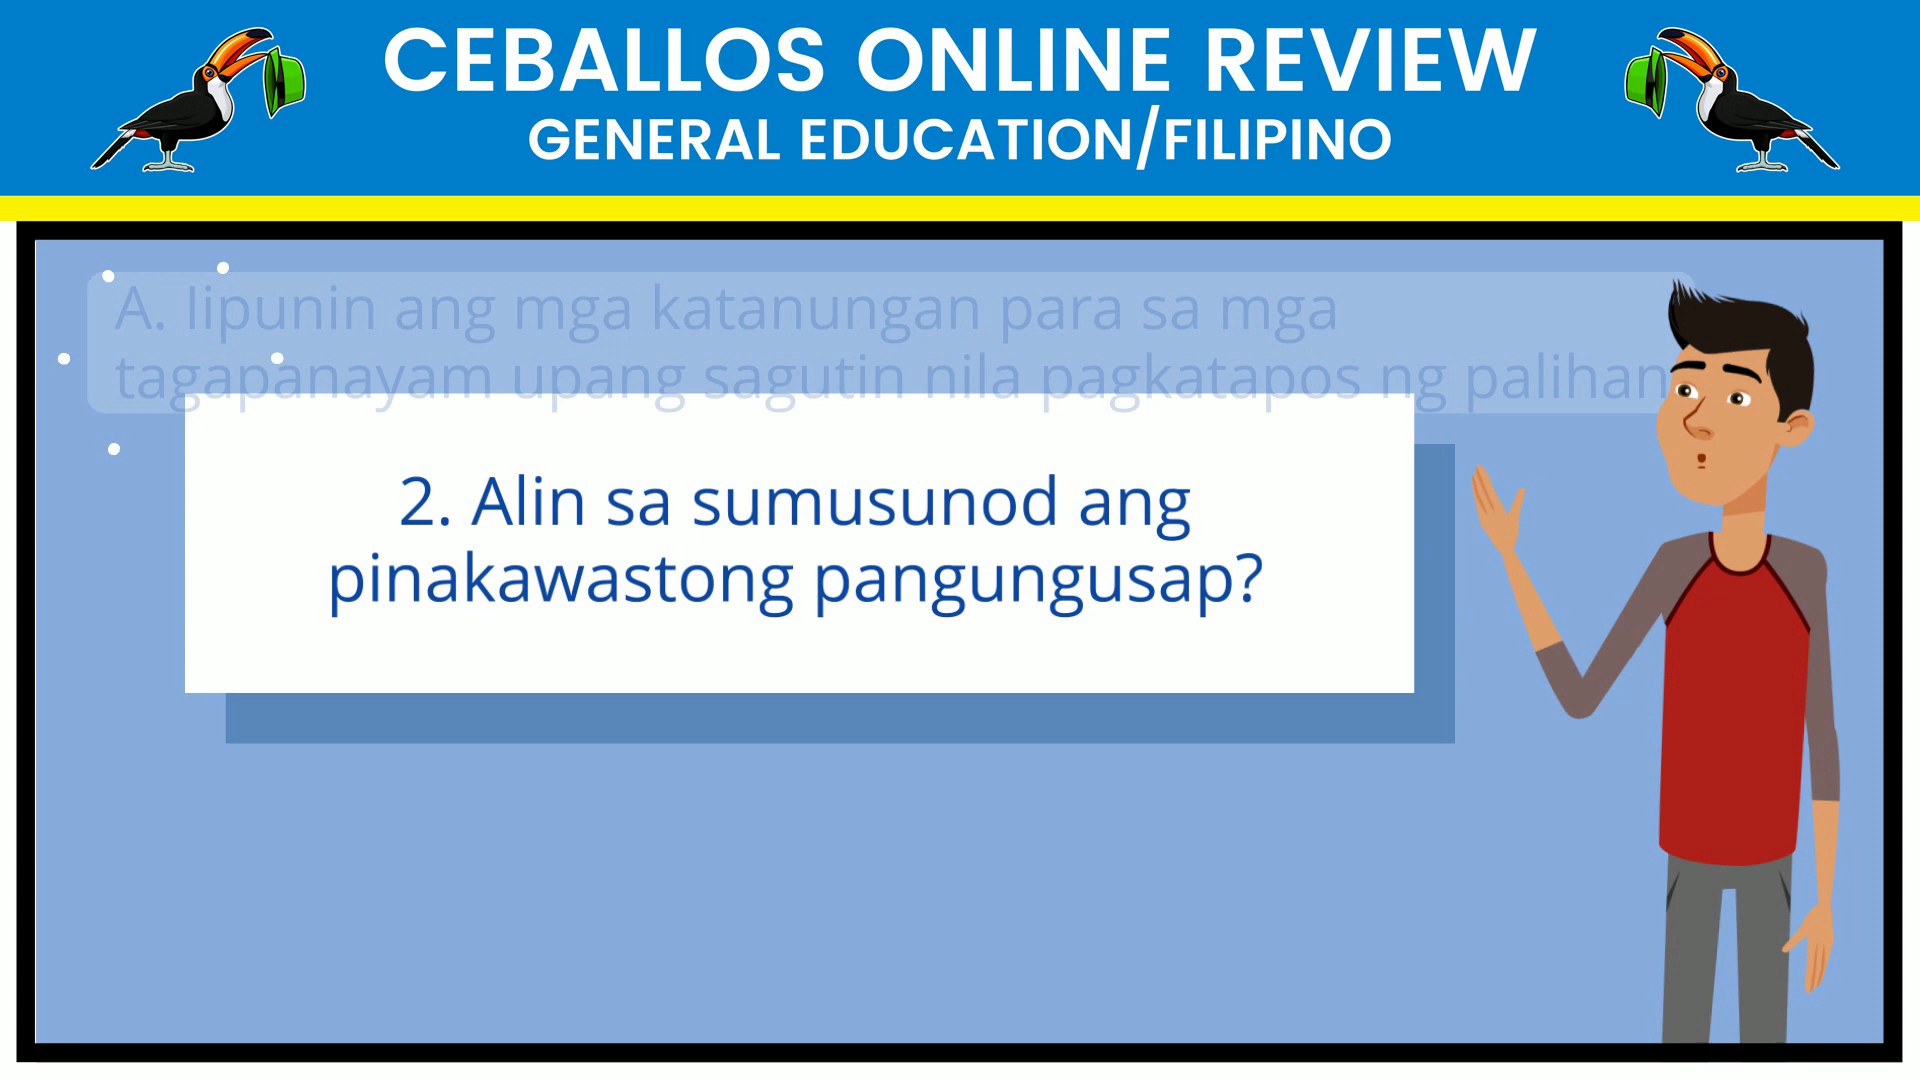 CEBALLOS ONLINE REVIEW
GENERAL EDUCATION/FILIPINO
A. Iipunin ang mga katanungan para sa mga
tagapanayam upang sagutin nila pagkatapos ng palihan
2. Alin sa sumusunod ang
pinakawastong pangungusap?